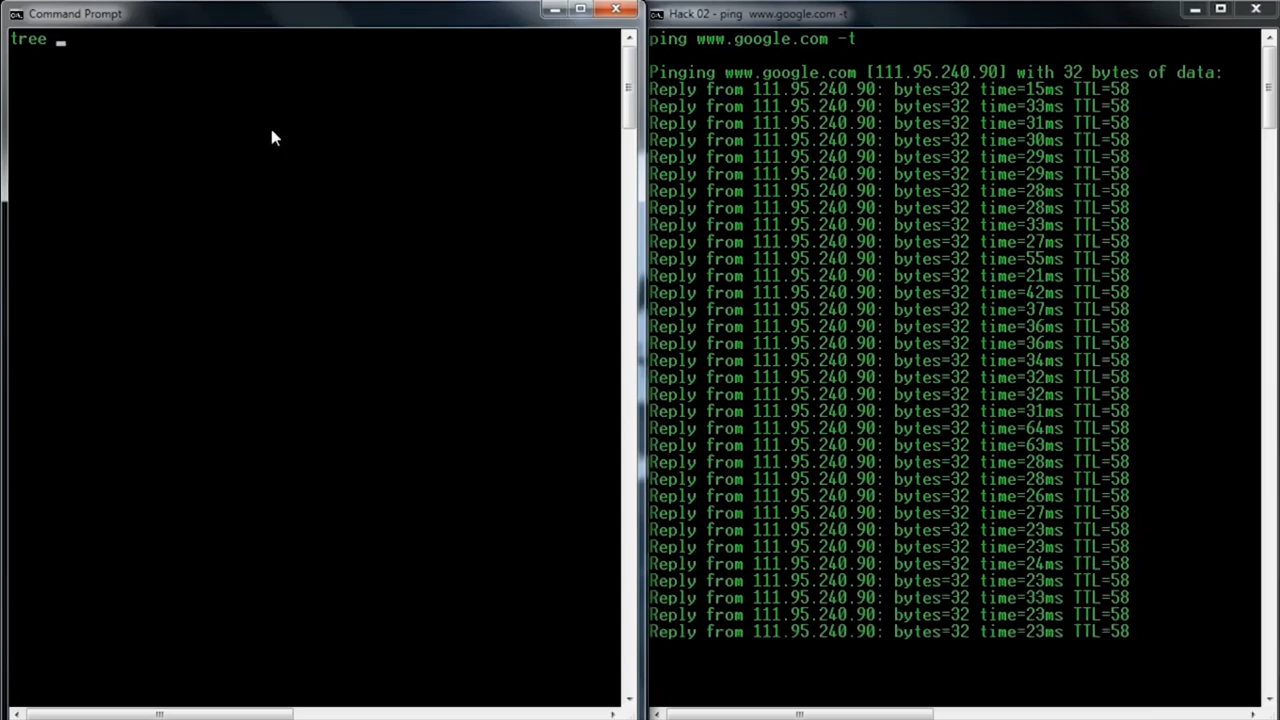 Command Prompt
tree
Hack 02 - ping  www.google.com -t
ping www.google.com -t
Pinging www.google.com [111.95.240.90] with 32 bytes of data:
Reply from 111.95.240.90: bytes=32 time=15ms TTL=58
Reply from 111.95.240.90: bytes=32 time=33ms TTL=58
Reply from 111.95.240.90: bytes=32 time=31ms TTL=58
Reply from 111.95.240.90: bytes=32 time=30ms TTL=58
Reply from 111.95.240.90: bytes=32 time=29ms TTL=58
Reply from 111.95.240.90: bytes=32 time=29ms TTL=58
Reply from 111.95.240.90: bytes=32 time=28ms TTL=58
Reply from 111.95.240.90: bytes=32 time=28ms TTL=58
Reply from 111.95.240.90: bytes=32 time=33ms TTL=58
Reply from 111.95.240.90: bytes=32 time=27ms TTL=58
Reply from 111.95.240.90: bytes=32 time=55ms TTL=58
Reply from 111.95.240.90: bytes=32 time=21ms TTL=58
Reply from 111.95.240.90: bytes=32 time=42ms TTL=58
Reply from 111.95.240.90: bytes=32 time=37ms TTL=58
Reply from 111.95.240.90: bytes=32 time=36ms TTL=58
Reply from 111.95.240.90: bytes=32 time=36ms TTL=58
Reply from 111.95.240.90: bytes=32 time=34ms TTL=58
Reply from 111.95.240.90: bytes=32 time=32ms TTL=58
Reply from 111.95.240.90: bytes=32 time=32ms TTL=58
Reply from 111.95.240.90: bytes=32 time=31ms TTL=58
Reply from 111.95.240.90: bytes=32 time=64ms TTL=58
Reply from 111.95.240.90: bytes=32 time=63ms TTL=58
Reply from 111.95.240.90: bytes=32 time=28ms TTL=58
Reply from 111.95.240.90: bytes=32 time=28ms TTL=58
Reply from 111.95.240.90: bytes=32 time=26ms TTL=58
Reply from 111.95.240.90: bytes=32 time=27ms TTL=58
Reply from 111.95.240.90: bytes=32 time=23ms TTL=58
Reply from 111.95.240.90: bytes=32 time=23ms TTL=58
Reply from 111.95.240.90: bytes=32 time=24ms TTL=58
Reply from 111.95.240.90: bytes=32 time=23ms TTL=58
Reply from 111.95.240.90: bytes=32 time=33ms TTL=58
Reply from 111.95.240.90: bytes=32 time=23ms TTL=58
Reply from 111.95.240.90: bytes=32 time=23ms TTL=58